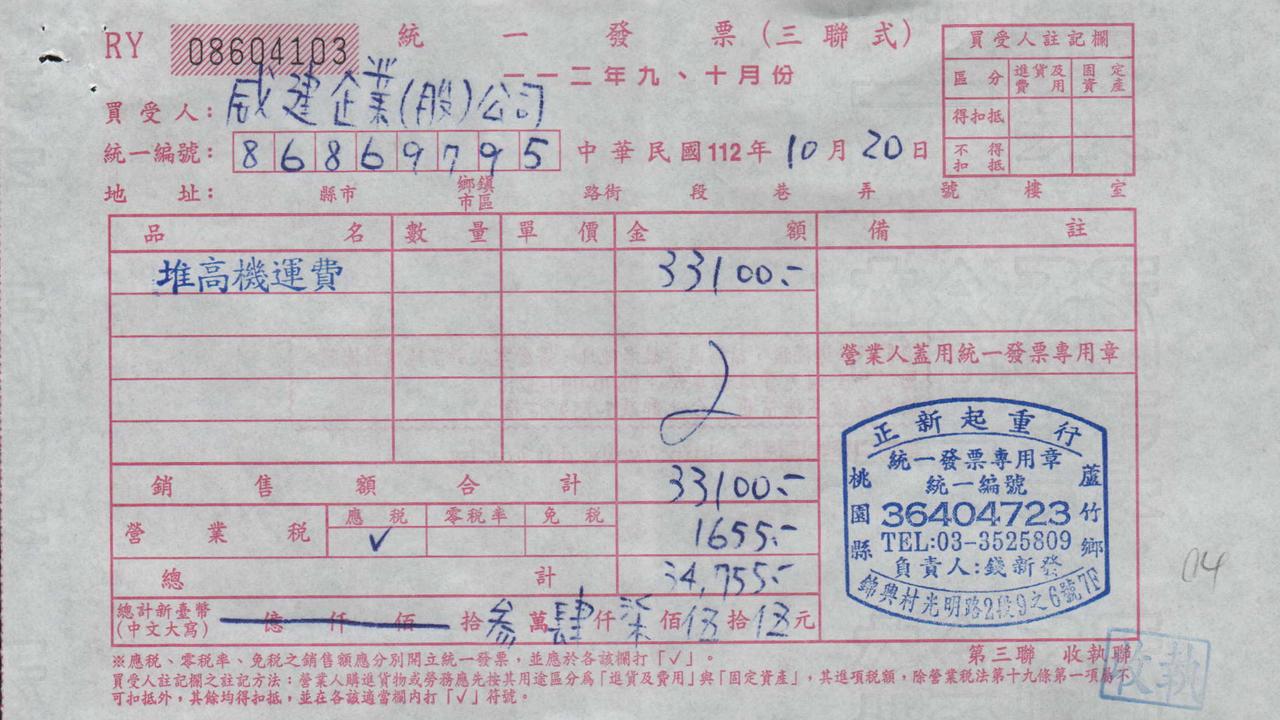 RY 08604103 統一發票(三聯式)
一一二年九、十月份
買受人註記欄
區分 進貨及費用 固定資產
得扣抵
不得扣抵
買受人: 威建企業(股)公司
統一編號: 86869795 中華民國112年10月20日
地址: 縣市 鄉鎮市區 路街 段 巷 弄 號 樓 室
品名 數量 單價 金額 備註
堆高機運費 33100.-
營業人蓋用統一發票專用章
銷售額合計 33100.-
營業稅 應稅 零稅率 免稅
✓ 1655.-
總計 34,755.-
總計新臺幣(中文大寫) 億仟佰拾參萬肆仟柒佰伍拾伍元
正新起重行
統一發票專用章
統一編號
36404723
TEL:03-3525809
負責人:錢新發
桃園縣
蘆竹鄉
錦興村光明路2段9之6號7F
04
※應稅、零稅率、免稅之銷售額應分別開立統一發票,並應於各該欄打「✓」。
第三聯 收執聯
買受人註記欄之註記方法:營業人購進貨物或勞務應先按其用途區分為「進貨及費用」與「固定資產」,其進項稅額,除營業稅法第十九條第一項屬不
可扣抵外,其餘均得扣抵,並在各該適當欄內打「✓」符號。
收執